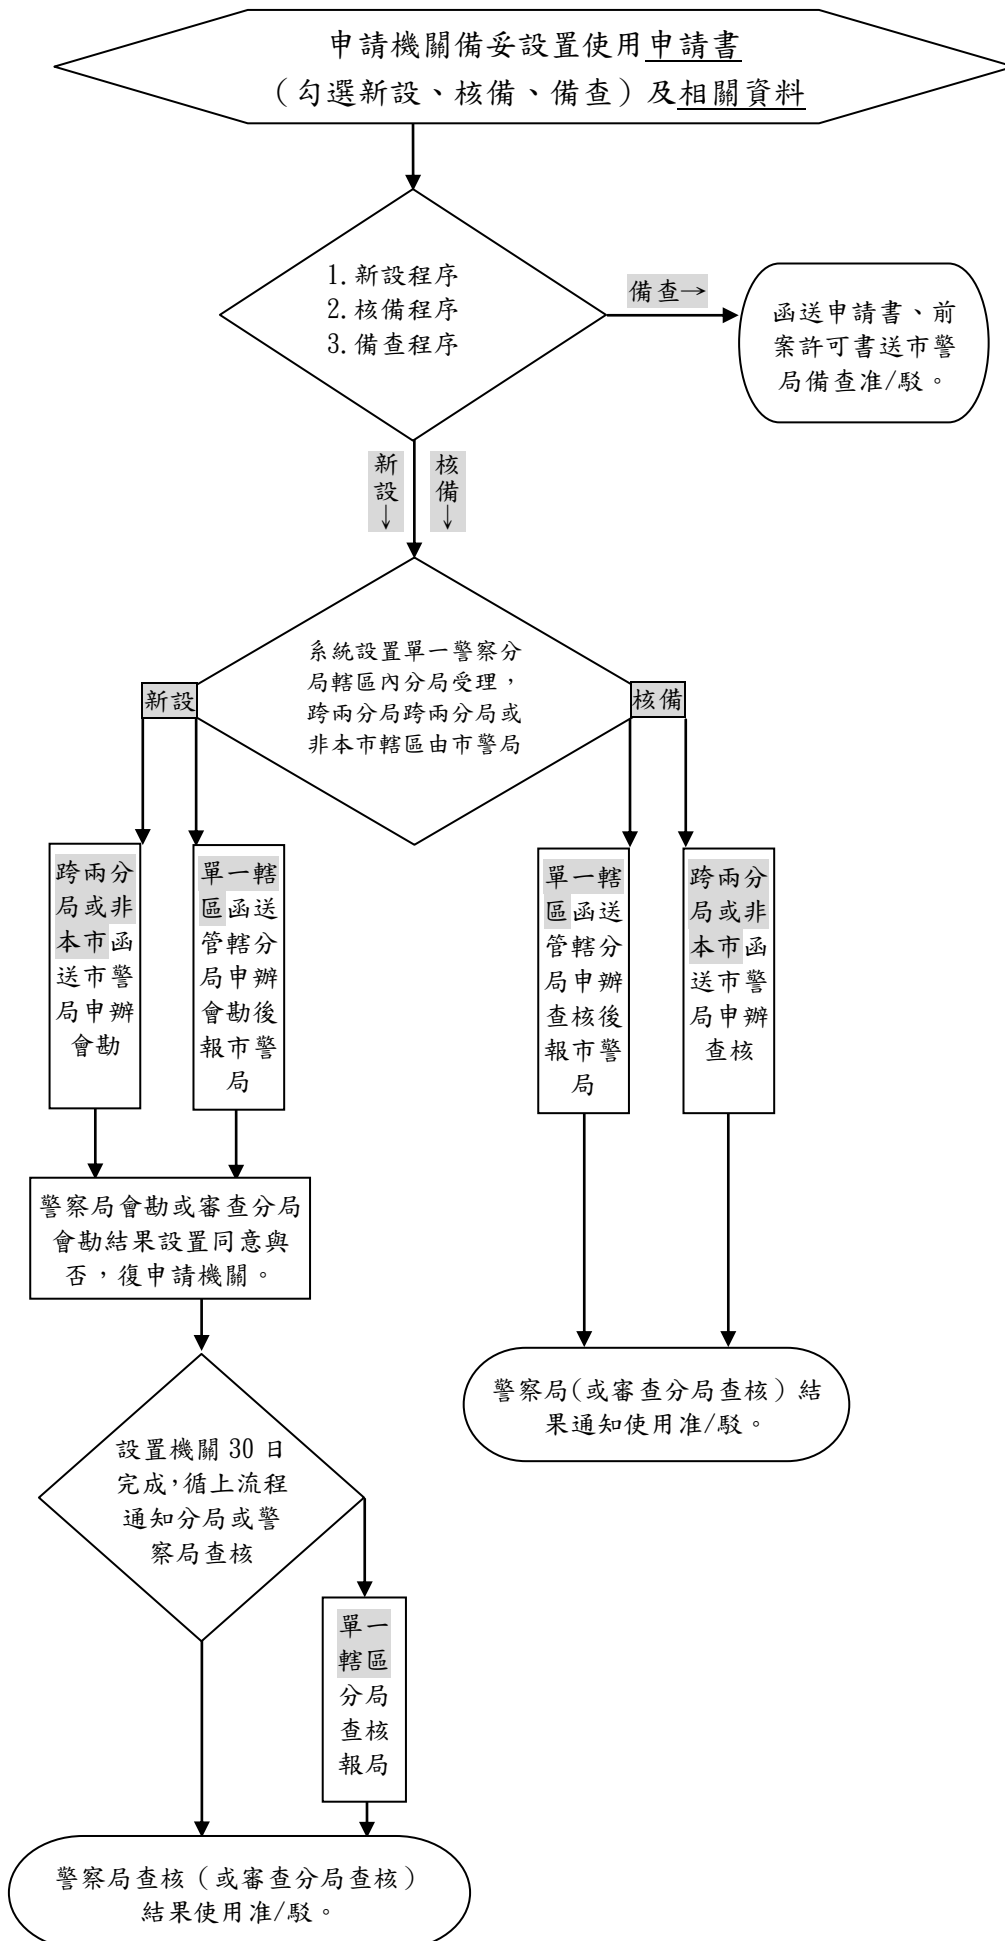 申請機關備妥設置使用申請書
（勾選新設、核備、備查）及相關資料
1.新設程序
2.核備程序
3.備查程序
備查→
函送申請書、前
案許可書送市警
局備查准/駁。
新設↓
核備↓
系統設置單一警察分
局轄區內分局受理，
跨兩分局跨兩分局或
非本市轄區由市警局
新設
核備
跨兩分
局或非
本市函
送市警
局申辦
會勘
單一轄
區函送
管轄分
局申辦
會勘後
報市警
局
單一轄
區函送
管轄分
局申辦
查核後
報市警
局
跨兩分
局或非
本市函
送市警
局申辦
查核
警察局會勘或審查分局
會勘結果設置同意與
否，復申請機關。
警察局(或審查分局查核）結
果通知使用准/駁。
設置機關 30 日
完成，循上流程
通知分局或警
察局查核
單一
轄區
分局
查核
報局
警察局查核（或審查分局查核）
結果使用准/駁。